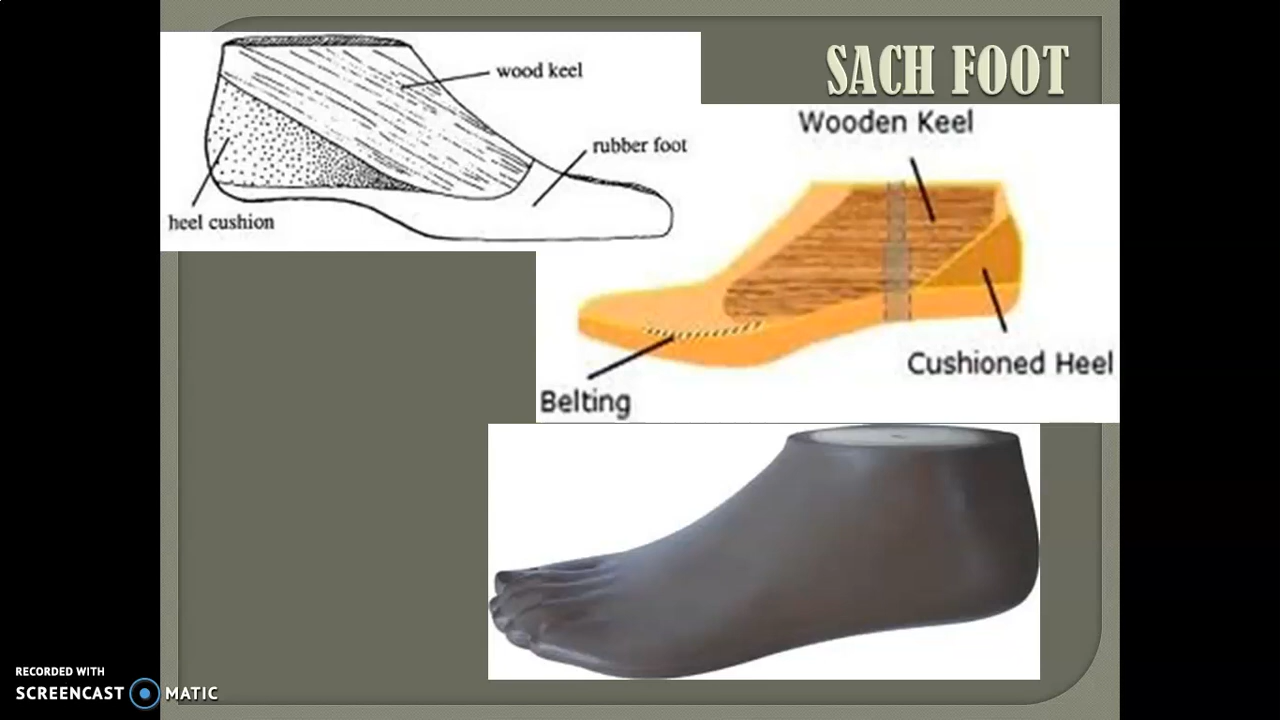 SACH FOOT
wood keel
rubber foot
heel cushion
Wooden Keel
Cushioned Heel
Belting
RECORDED WITH
SCREENCAST MATIC